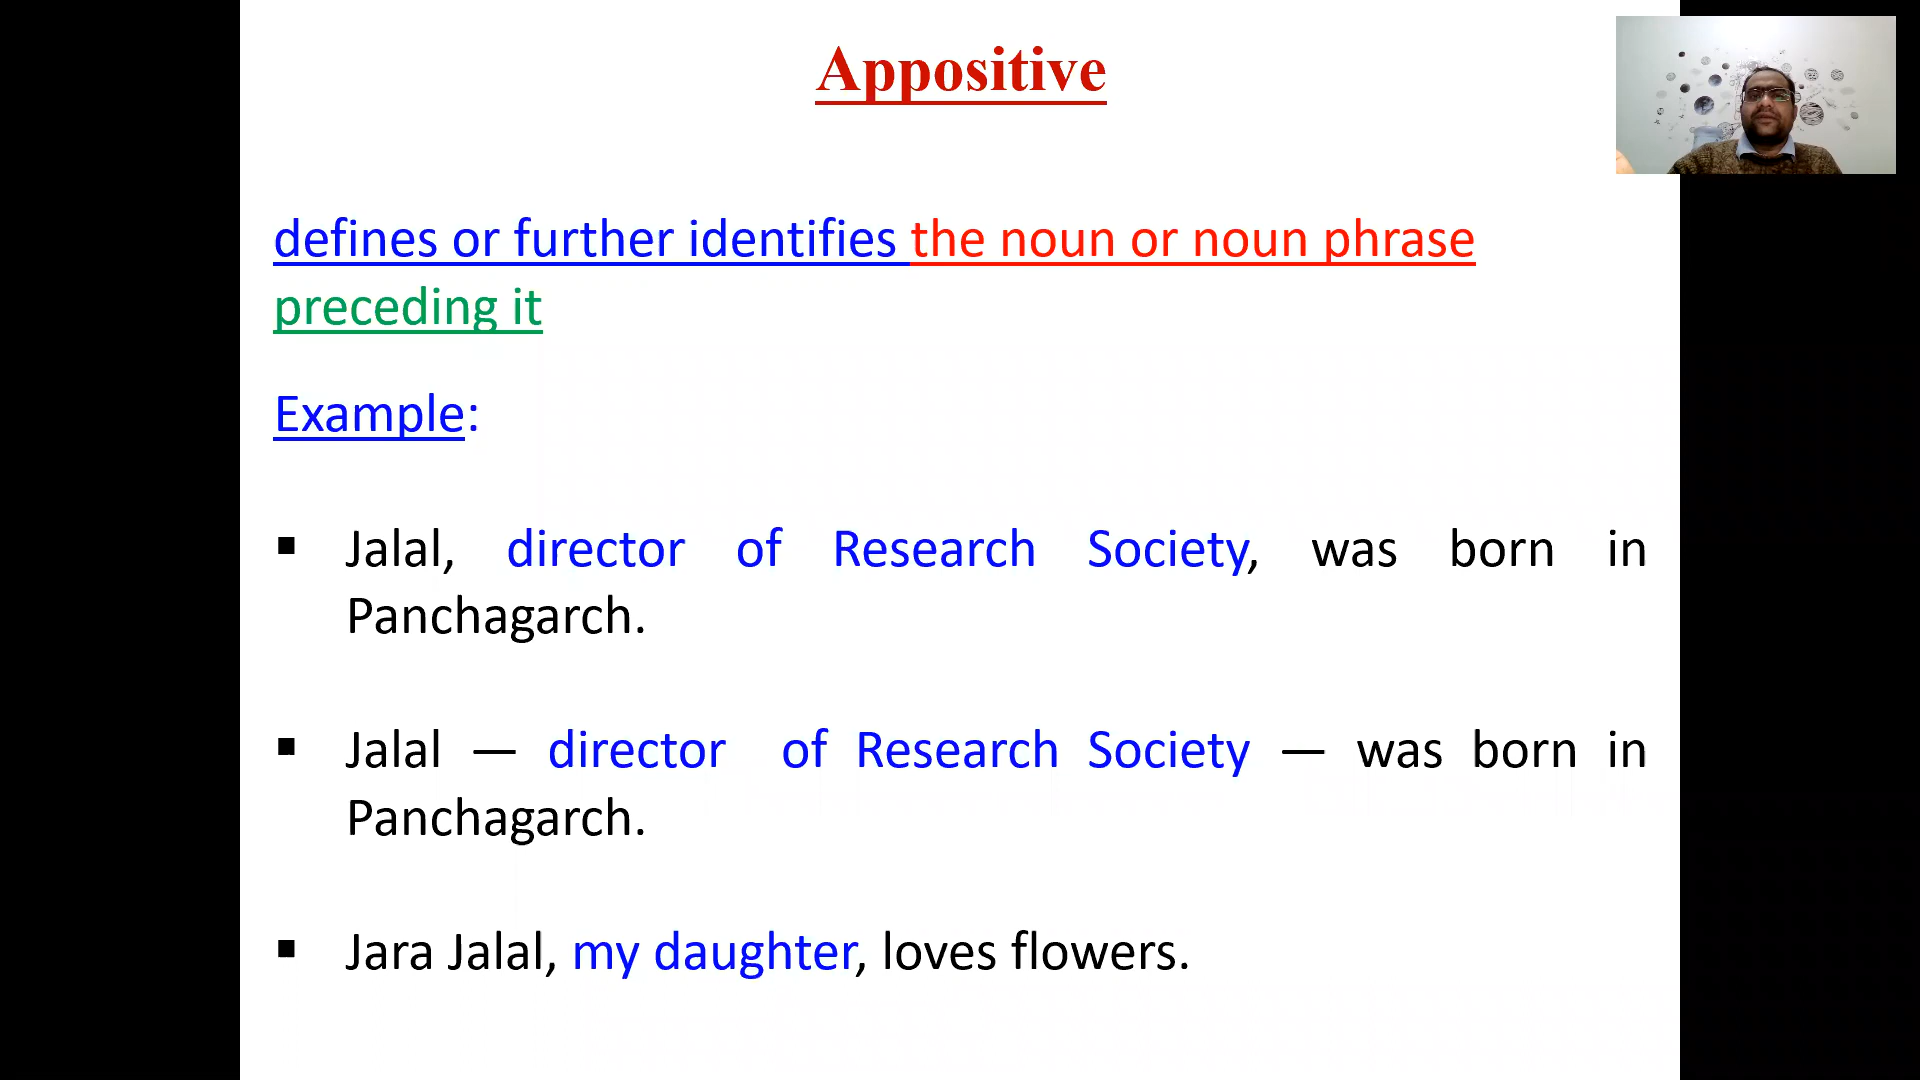 Appositive
defines or further identifies the noun or noun phrase
preceding it
Example:
▪ Jalal, director of Research Society, was born in
Panchagarch.
▪ Jalal — director of Research Society — was born in
Panchagarch.
▪ Jara Jalal, my daughter, loves flowers.